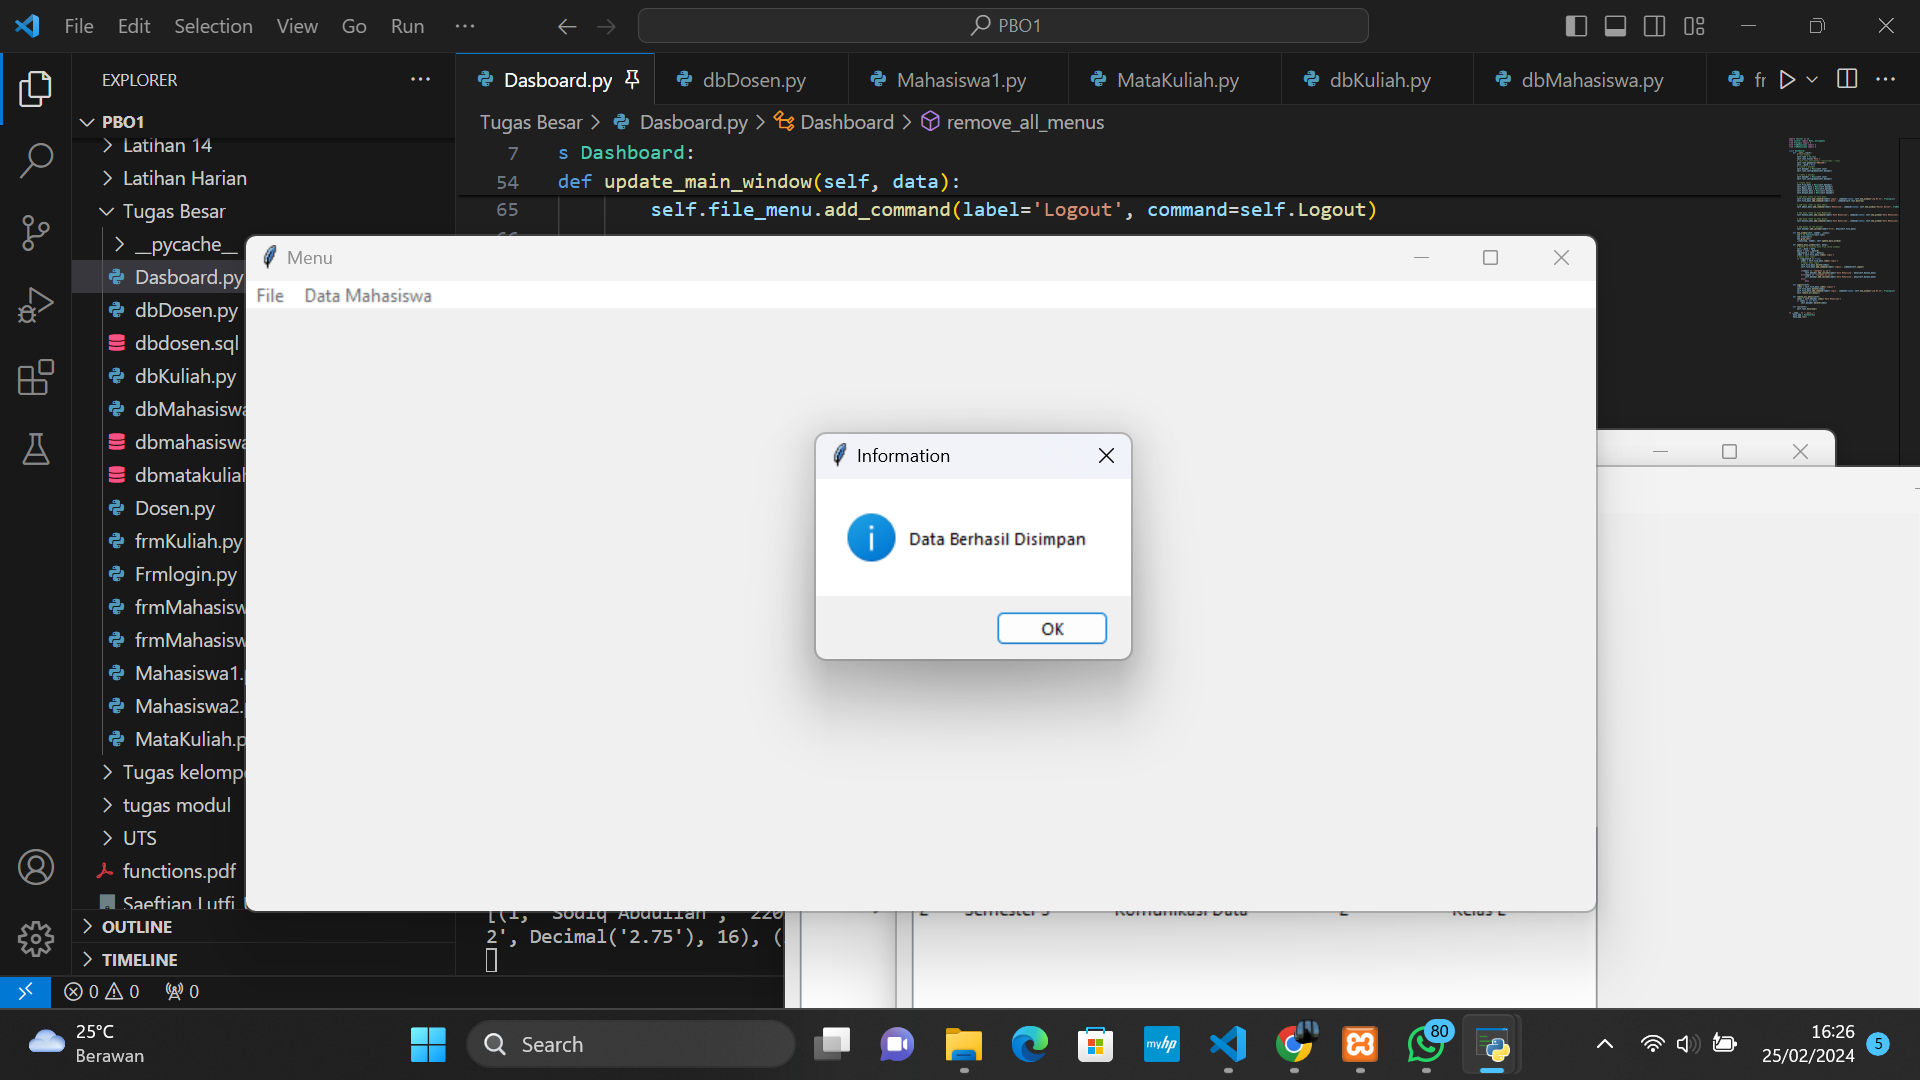 File Edit Selection View Go Run ··· PBO1
EXPLORER ···
Dasboard.py dbDosen.py Mahasiswa1.py MataKuliah.py dbKuliah.py dbMahasiswa.py fr
PBO1
Tugas Besar > Dasboard.py > Dashboard > remove_all_menus
Latihan 14
7 s Dashboard:
Latihan Harian
54 def update_main_window(self, data):
Tugas Besar
65 self.file_menu.add_command(label='Logout', command=self.Logout)
__pycache__
Menu
Dasboard.py
File Data Mahasiswa
dbDosen.py
dbdosen.sql
dbKuliah.py
dbMahasiswa
dbmahasiswa
dbmatakuliah
Dosen.py
frmKuliah.py
Frmlogin.py
frmMahasisw
frmMahasisw
Mahasiswa1.p
Mahasiswa2.p
MataKuliah.p
Information
Data Berhasil Disimpan
OK
Tugas kelompo
tugas modul
UTS
functions.pdf
Saeftian Lutfi
OUTLINE
TIMELINE
[(1, 'Sodiq Abdullah', '220
2', Decimal('2.75'), 16), (
2 Semester 3 Komunikasi Data 2 Kelas E
0 0 0
25°C
Berawan
Search
myhp
80
16:26
25/02/2024
5